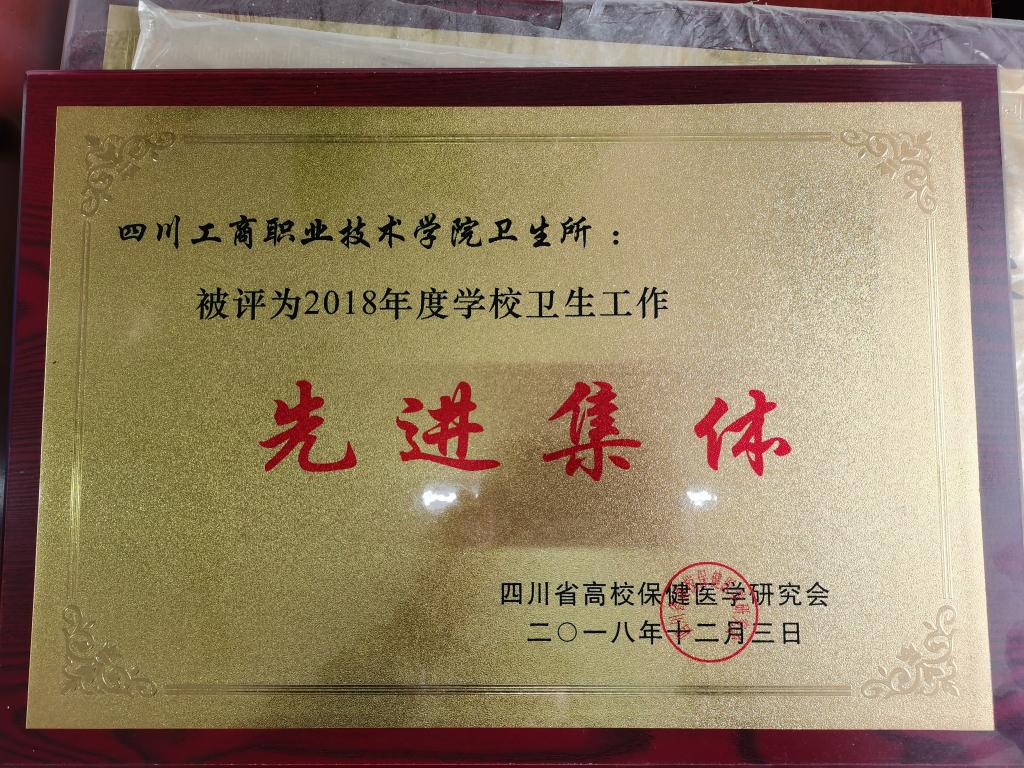 四川工商职业技术学院卫生所：
被评为2018年度学校卫生工作
先进集体
四川省高校保健医学研究会
二〇一八年十二月三日